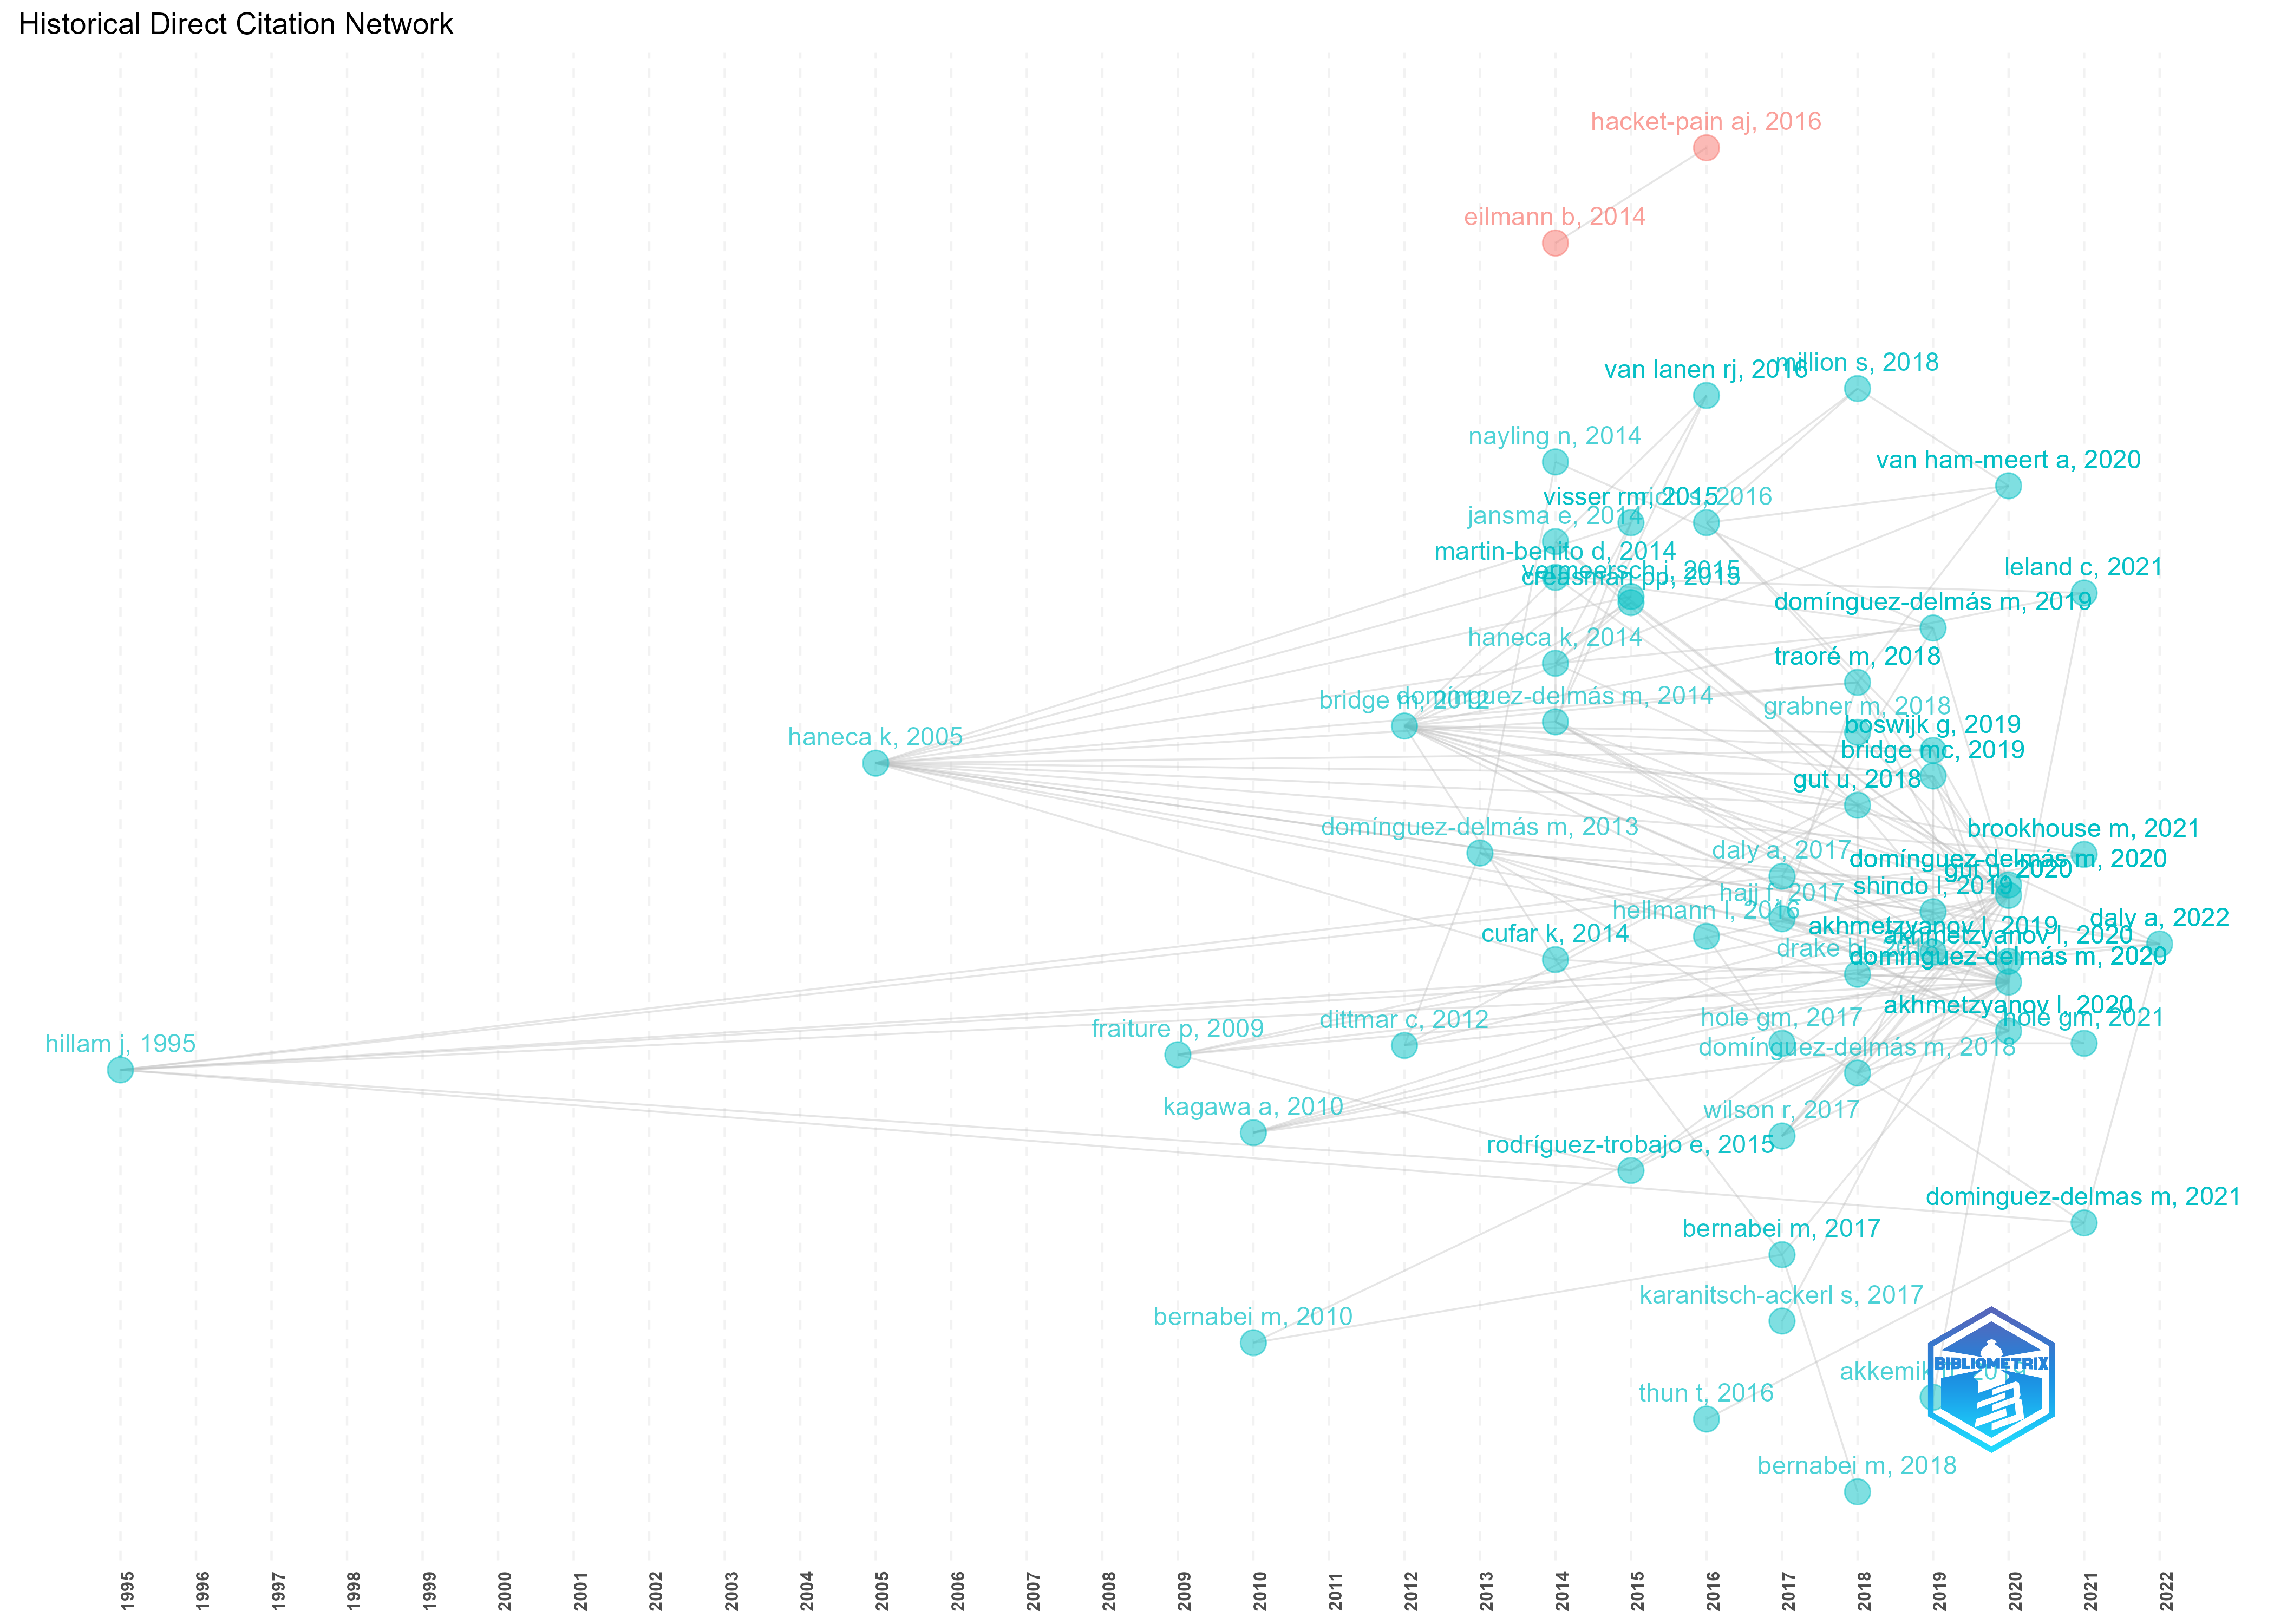 Historical Direct Citation Network
hacket-pain aj, 2016
eilmann b, 2014
van lanen rj, 2016
million s, 2018
nayling n, 2014
van ham-meert a, 2020
visser rm, 2015
rich s, 2016
jansma e, 2014
martin-benito d, 2014
vermeersch j, 2015
creasman pp, 2015
leland c, 2021
domínguez-delmás m, 2019
haneca k, 2014
traoré m, 2018
bridge m, 2012
domínguez-delmás m, 2014
grabner m, 2018
boswijk g, 2019
haneca k, 2005
bridge mc, 2019
gut u, 2018
domínguez-delmás m, 2013
brookhouse m, 2021
daly a, 2017
domínguez-delmás m, 2020
gut u, 2020
shindo l, 2019
hajj f, 2017
hellmann l, 2016
daly a, 2022
akhmetzyanov l, 2019
cufar k, 2014
akhmetzyanov l, 2020
drake bl, 2018
domínguez-delmás m, 2020
akhmetzyanov l, 2020
hole gm, 2021
hole gm, 2017
dittmar c, 2012
fraiture p, 2009
hillam j, 1995
domínguez-delmás m, 2018
kagawa a, 2010
wilson r, 2017
rodríguez-trobajo e, 2015
dominguez-delmas m, 2021
bernabei m, 2017
karanitsch-ackerl s, 2017
bernabei m, 2010
BIBLIOMETRIX
akkemik
thun t, 2016
bernabei m, 2018
1995 1996 1997 1998 1999 2000 2001 2002 2003 2004 2005 2006 2007 2008 2009 2010 2011 2012 2013 2014 2015 2016 2017 2018 2019 2020 2021 2022